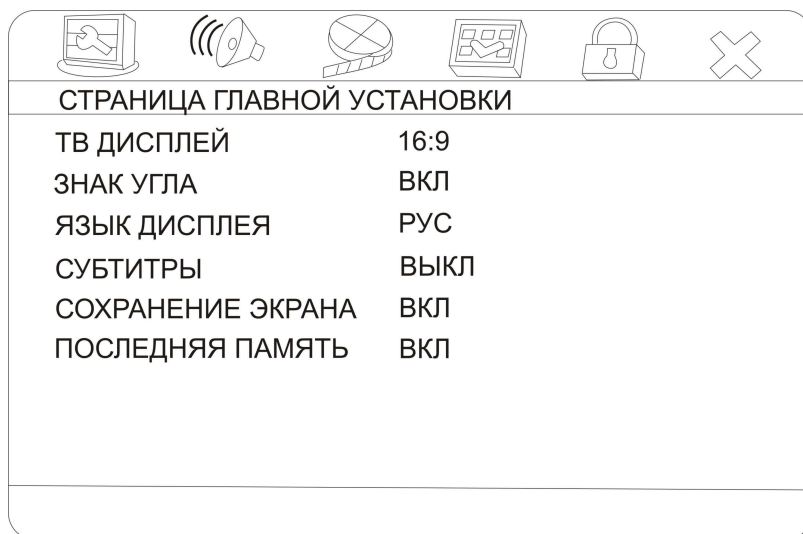 СТРАНИЦА ГЛАВНОЙ УСТАНОВКИ
ТВ ДИСПЛЕЙ 16:9
ЗНАК УГЛА ВКЛ
ЯЗЫК ДИСПЛЕЯ РУС
СУБТИТРЫ ВЫКЛ
СОХРАНЕНИЕ ЭКРАНА ВКЛ
ПОСЛЕДНЯЯ ПАМЯТЬ ВКЛ